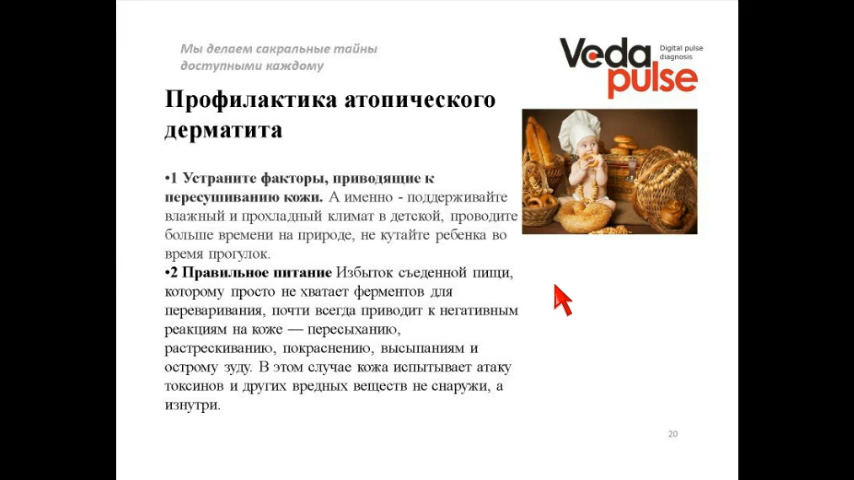 Мы делаем сакральные тайны
доступными каждому
Veda
pulse
Digital pulse
diagnosis
Профилактика атопического
дерматита
•1 Устраните факторы, приводящие к
пересушиванию кожи. А именно - поддерживайте
влажный и прохладный климат в детской, проводите
больше времени на природе, не кутайте ребенка во
время прогулок.
•2 Правильное питание Избыток съеденной пищи,
которому просто не хватает ферментов для
переваривания, почти всегда приводит к негативным
реакциям на коже — пересыханию,
растрескиванию, покраснению, высыпаниям и
острому зуду. В этом случае кожа испытывает атаку
токсинов и других вредных веществ не снаружи, а
изнутри.
20